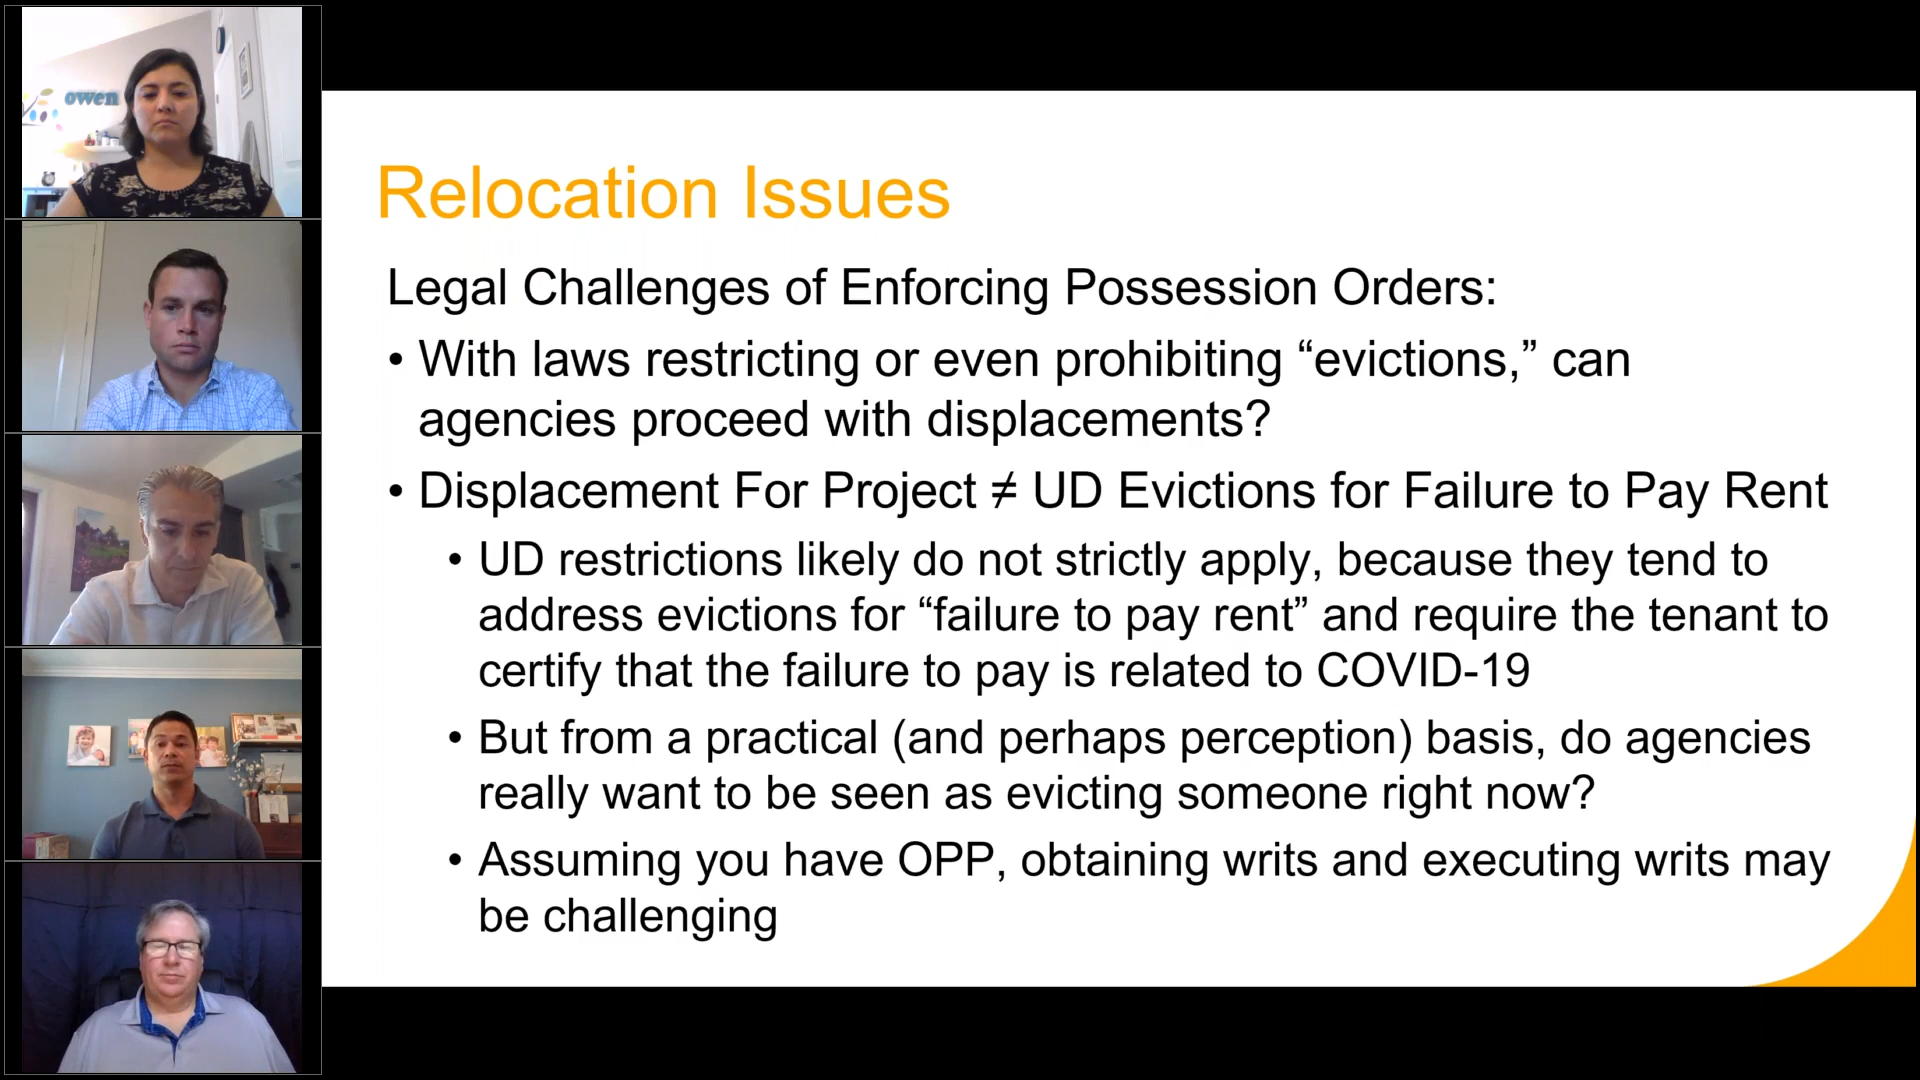 owen
Relocation Issues
Legal Challenges of Enforcing Possession Orders:
• With laws restricting or even prohibiting “evictions,” can
agencies proceed with displacements?
• Displacement For Project ≠ UD Evictions for Failure to Pay Rent
• UD restrictions likely do not strictly apply, because they tend to
address evictions for “failure to pay rent” and require the tenant to
certify that the failure to pay is related to COVID-19
• But from a practical (and perhaps perception) basis, do agencies
really want to be seen as evicting someone right now?
• Assuming you have OPP, obtaining writs and executing writs may
be challenging